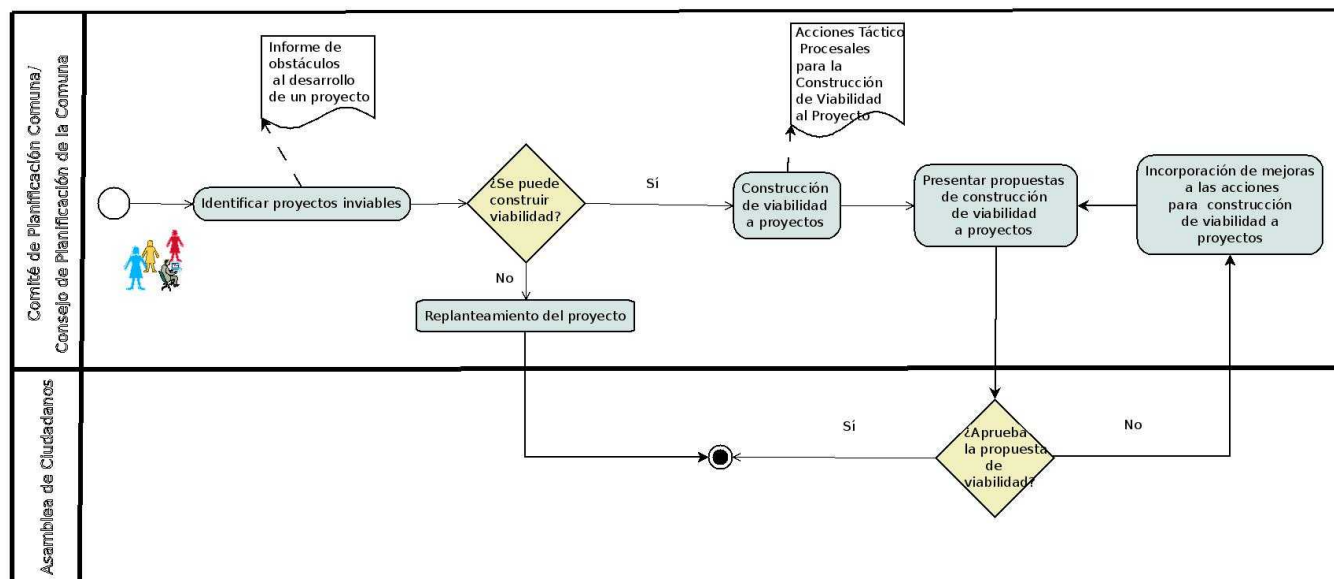 Comité de Planificación Comuna/
Consejo de Planificación de la Comuna
Informe de
obstáculos
al desarrollo
de un proyecto
Acciones Táctico
Procesales
para la
Construcción
de Viabilidad
al Proyecto
Identificar proyectos inviables
¿Se puede
construir
viabilidad?
Sí
Construcción
de viabilidad
a proyectos
Presentar propuestas
de construcción
de viabilidad
a proyectos
Incorporación de mejoras
a las acciones
para construcción
de viabilidad a
proyectos
No
Replanteamiento del proyecto
Asamblea de Ciudadanos
Sí
¿Aprueba
la propuesta
de
viabilidad?
No